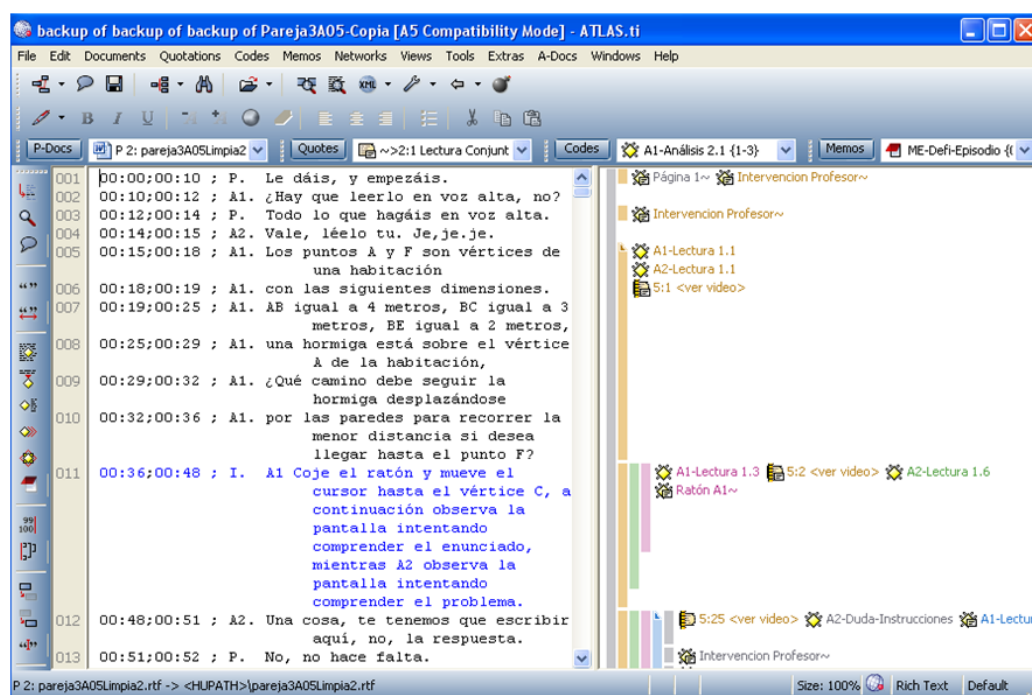 backup of backup of backup of Pareja3A05-Copia [A5 Compatibility Mode] - ATLAS.ti
File Edit Documents Quotations Codes Memos Networks Views Tools Extras A-Docs Windows Help
XML
B I U
P-Docs P 2: pareja3A05Limpia2 Quotes ~>2:1 Lectura Conjunt Codes A1-Análisis 2.1 {1-3} Memos ME-Defi-Episodio {(
001 00:00;00:10 ; P. Le dáis, y empezáis. Página 1~ Intervencion Profesor~
002 00:10;00:12 ; A1. ¿Hay que leerlo en voz alta, no?
003 00:12;00:14 ; P. Todo lo que hagáis en voz alta. Intervencion Profesor~
004 00:14;00:15 ; A2. Vale, léelo tu. Je,je.je.
005 00:15;00:18 ; A1. Los puntos A y F son vértices de A1-Lectura 1.1
una habitación A2-Lectura 1.1
006 00:18;00:19 ; A1. con las siguientes dimensiones. 5:1 <ver video>
007 00:19;00:25 ; A1. AB igual a 4 metros, BC igual a 3
metros, BE igual a 2 metros,
008 00:25;00:29 ; A1. una hormiga está sobre el vértice
A de la habitación,
009 00:29;00:32 ; A1. ¿Qué camino debe seguir la
hormiga desplazándose
010 00:32;00:36 ; A1. por las paredes para recorrer la
menor distancia si desea
llegar hasta el punto F?
011 00:36;00:48 ; I. A1 Coje el ratón y mueve el A1-Lectura 1.3 5:2 <ver video> A2-Lectura 1.6
cursor hasta el vértice C, a Ratón A1~
continuación observa la
pantalla intentando
comprender el enunciado,
mientras A2 observa la
pantalla intentando
comprender el problema.
012 00:48;00:51 ; A2. Una cosa, te tenemos que escribir 5:25 <ver video> A2-Duda-Instrucciones A1-Lectur
aquí, no, la respuesta.
013 00:51;00:52 ; P. No, no hace falta. Intervencion Profesor~
P 2: pareja3A05Limpia2.rtf -> <HUPATH>\pareja3A05Limpia2.rtf Size: 100% Rich Text Default